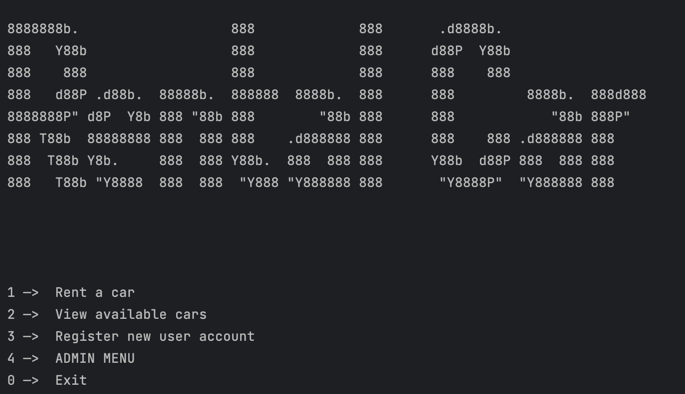 8888888b.                   888             888       .d8888b.
888   Y88b                  888             888      d88P  Y88b
888    888                  888             888      888    888
888   d88P .d88b.  88888b.  888888  8888b.  888      888         8888b.  888d888
8888888P" d8P  Y8b 888 "88b 888        "88b 888      888            "88b 888P"
888 T88b  88888888 888  888 888    .d888888 888      888    888 .d888888 888
888  T88b Y8b.     888  888 Y88b.  888  888 888      Y88b  d88P 888  888 888
888   T88b "Y8888  888  888  "Y888 "Y888888 888       "Y8888P"  "Y888888 888
1 —>  Rent a car
2 —>  View available cars
3 —>  Register new user account
4 —>  ADMIN MENU
0 —>  Exit